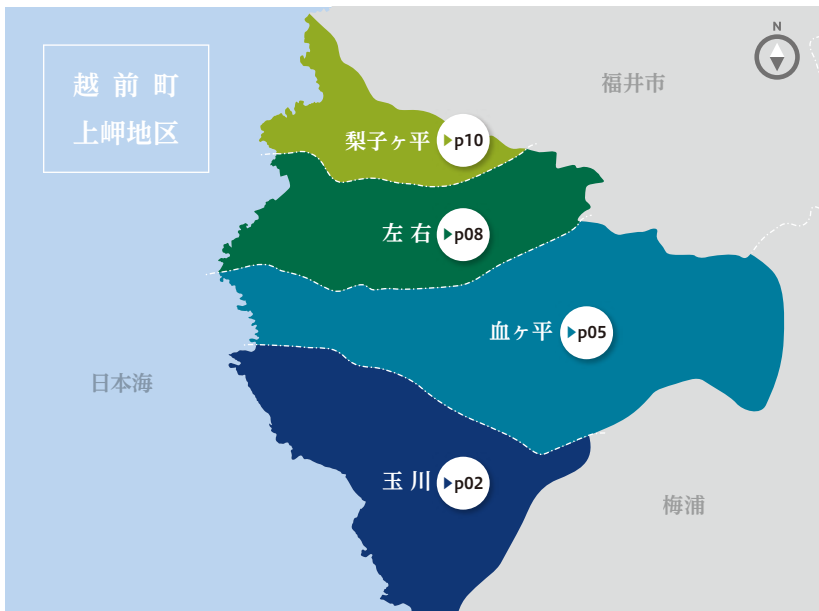 越前町
上岬地区
N
福井市
梨子ヶ平 ▶p10
左右 ▶p08
血ヶ平 ▶p05
日本海
玉川 ▶p02
梅浦